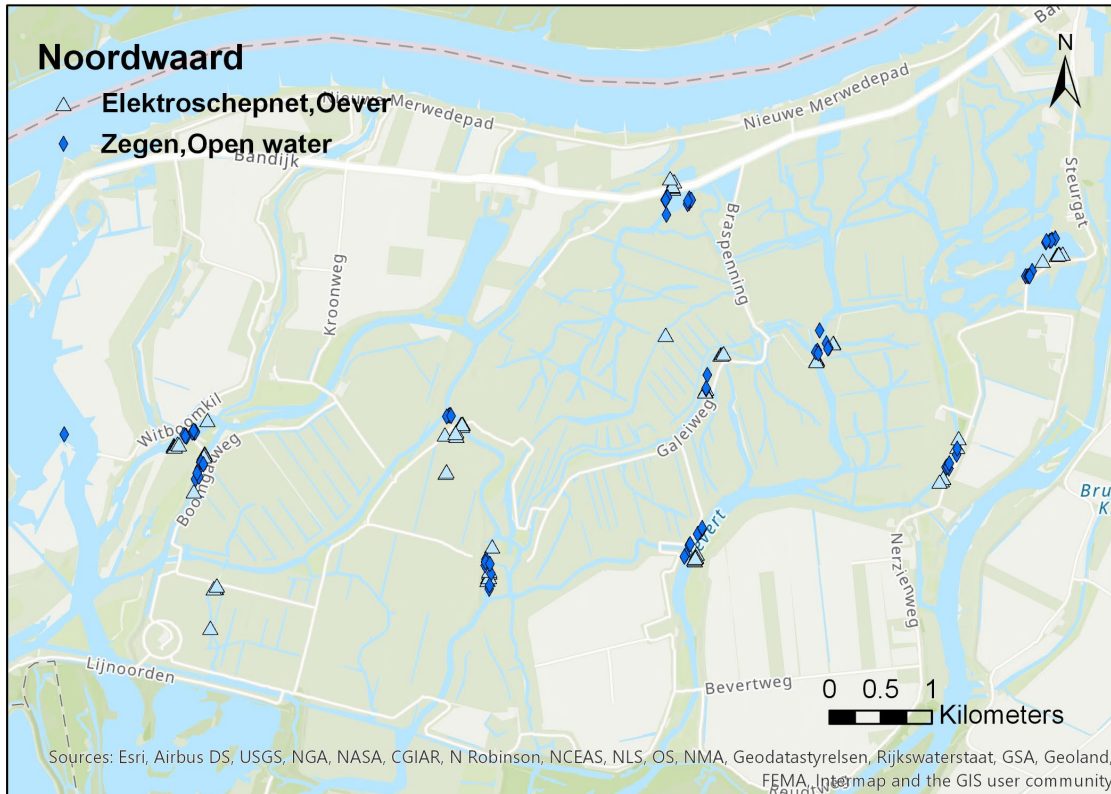 Noordwaard
N
Elektroschepnet,Oever
Zegen,Open water
Nieuwe Merwedepad
Nieuwe Merwedepad
Bandijk
Steurgat
Braspenning
Kroonweg
Witboomkil
Boomgatweg
Galeiweg
Nerzienweg
Lijnoorden
Bevertweg
0 0.5 1
Kilometers
Sources: Esri, Airbus DS, USGS, NGA, NASA, CGIAR, N Robinson, NCEAS, NLS, OS, NMA, Geodatastyrelsen, Rijkswaterstaat, GSA, Geoland,
FEMA, Intermap and the GIS user community